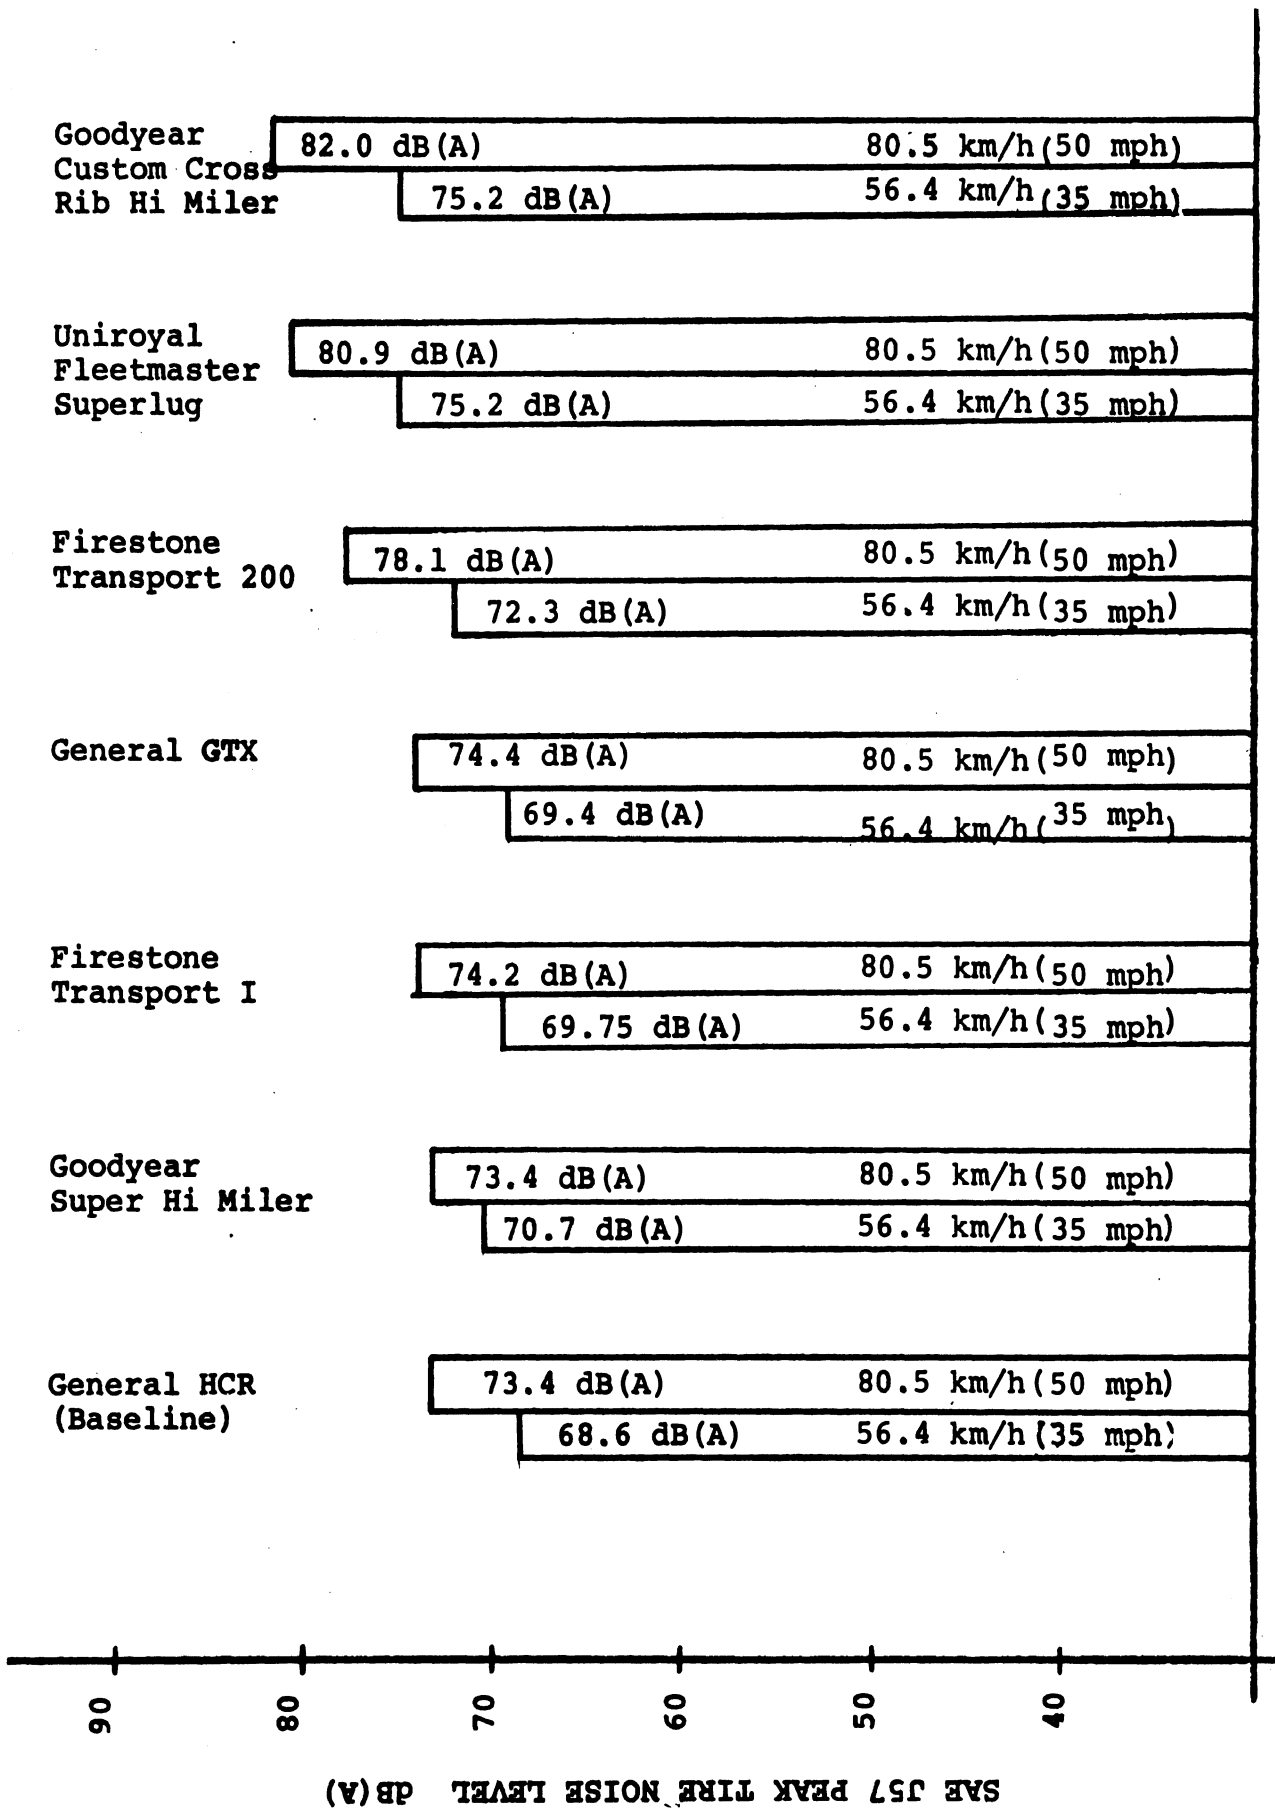 Goodyear
Custom Cross
Rib Hi Miler
82.0 dB(A) 80.5 km/h(50 mph)
75.2 dB(A) 56.4 km/h(35 mph)
Uniroyal
Fleetmaster
Superlug
80.9 dB(A) 80.5 km/h(50 mph)
75.2 dB(A) 56.4 km/h(35 mph)
Firestone
Transport 200
78.1 dB(A) 80.5 km/h(50 mph)
72.3 dB(A) 56.4 km/h(35 mph)
General GTX
74.4 dB(A) 80.5 km/h(50 mph)
69.4 dB(A) 56.4 km/h(35 mph)
Firestone
Transport I
74.2 dB(A) 80.5 km/h(50 mph)
69.75 dB(A) 56.4 km/h(35 mph)
Goodyear
Super Hi Miler
73.4 dB(A) 80.5 km/h(50 mph)
70.7 dB(A) 56.4 km/h(35 mph)
General HCR
(Baseline)
73.4 dB(A) 80.5 km/h(50 mph)
68.6 dB(A) 56.4 km/h(35 mph)
90 80 70 60 50 40
SAE J57 PEAK TIRE NOISE LEVEL dB(A)